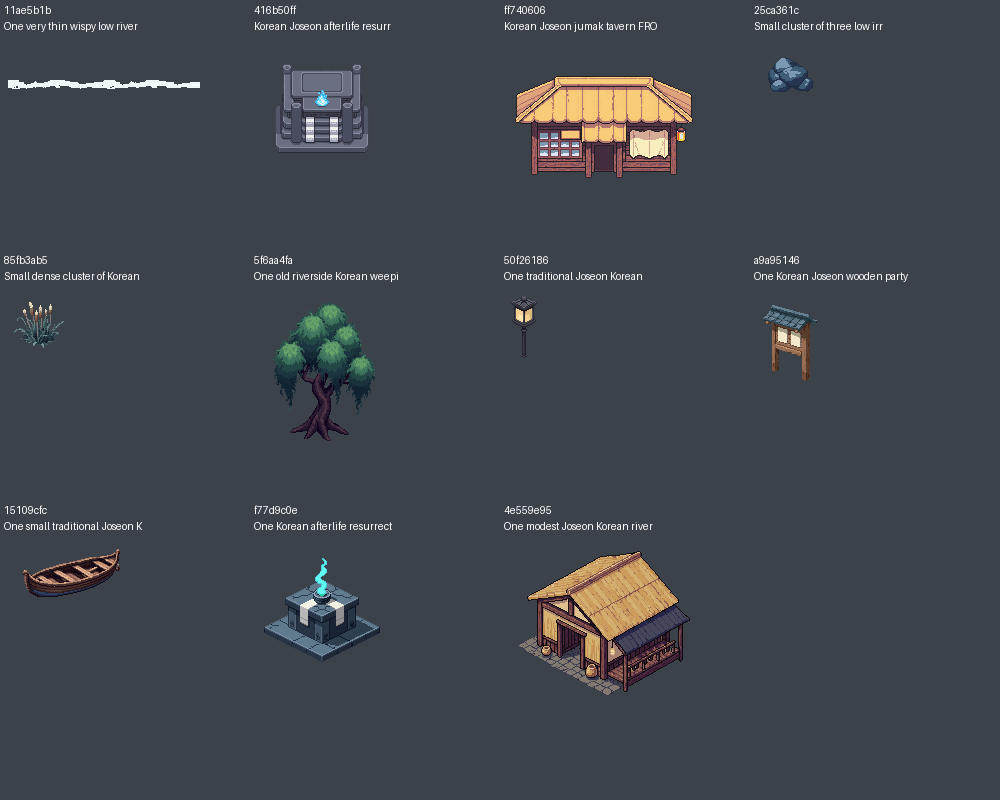 11ae5b1b
One very thin wispy low river
416b50ff
Korean Joseon afterlife resurr
ff740606
Korean Joseon jumak tavern FRO
25ca361c
Small cluster of three low irr
85fb3ab5
Small dense cluster of Korean
5f6aa4fa
One old riverside Korean weepi
50f26186
One traditional Joseon Korean
a9a95146
One Korean Joseon wooden party
15109cfc
One small traditional Joseon K
f77d9c0e
One Korean afterlife resurrect
4e559e95
One modest Joseon Korean river